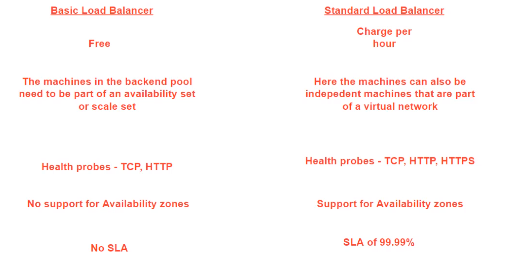 Basic Load Balancer
Free
The machines in the backend pool
need to be part of an availability set
or scale set
Health probes - TCP, HTTP
No support for Availability zones
No SLA
Standard Load Balancer
Charge per
hour
Here the machines can also be
indepedent machines that are part
of a virtual network
Health probes - TCP, HTTP, HTTPS
Support for Availability zones
SLA of 99.99%